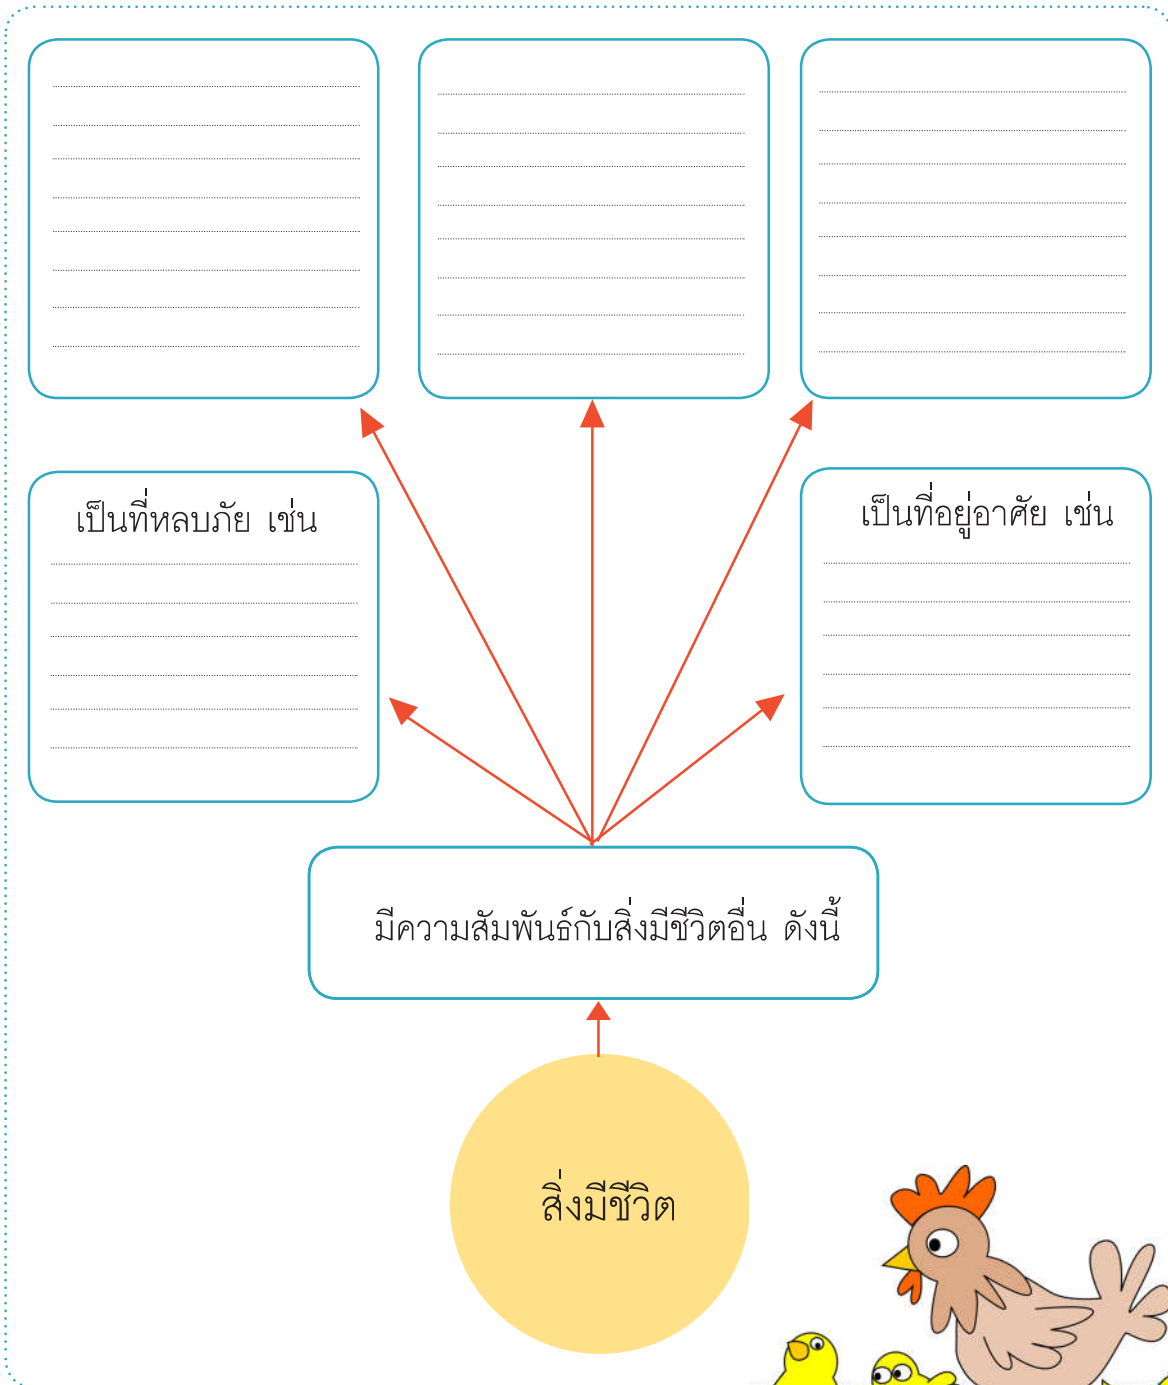 เป็นที่หลบภัย เช่น
เป็นที่อยู่อาศัย เช่น
มีความสัมพันธ์กับสิ่งมีชีวิตอื่น ดังนี้
สิ่งมีชีวิต